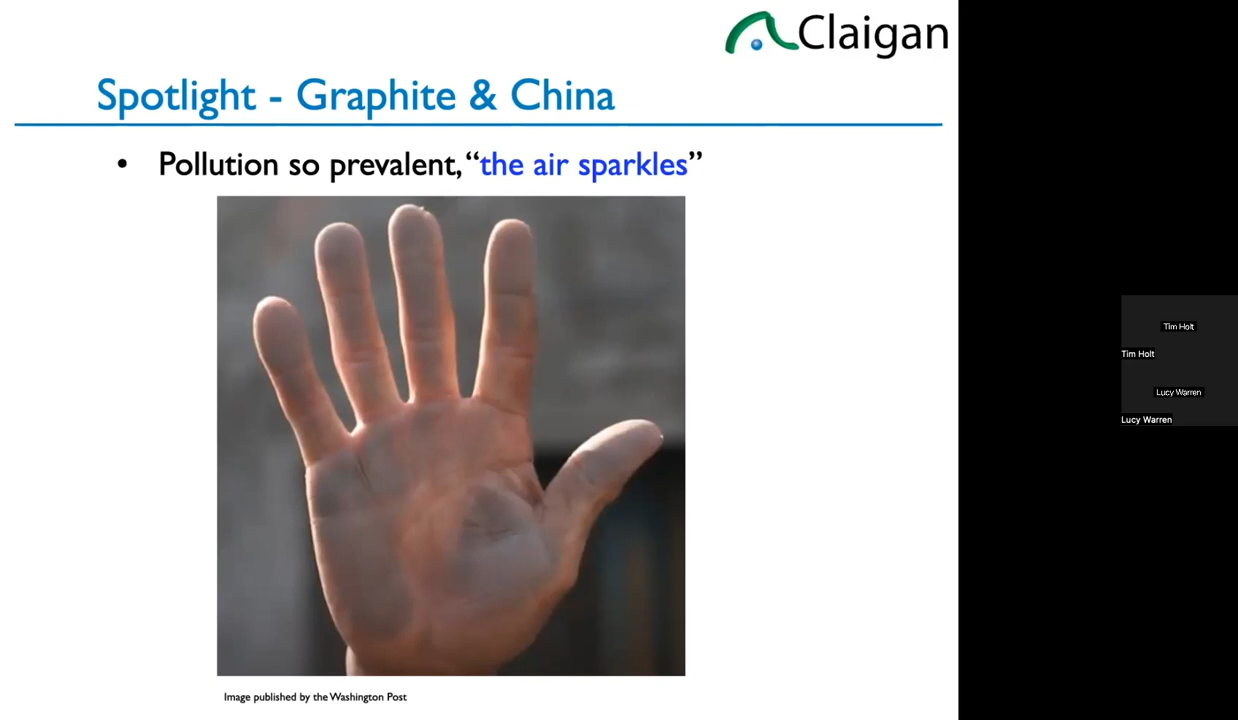 Claigan
Spotlight - Graphite & China
• Pollution so prevalent, “the air sparkles”
Image published by the Washington Post
Tim Holt
Tim Holt
Lucy Warren
Lucy Warren